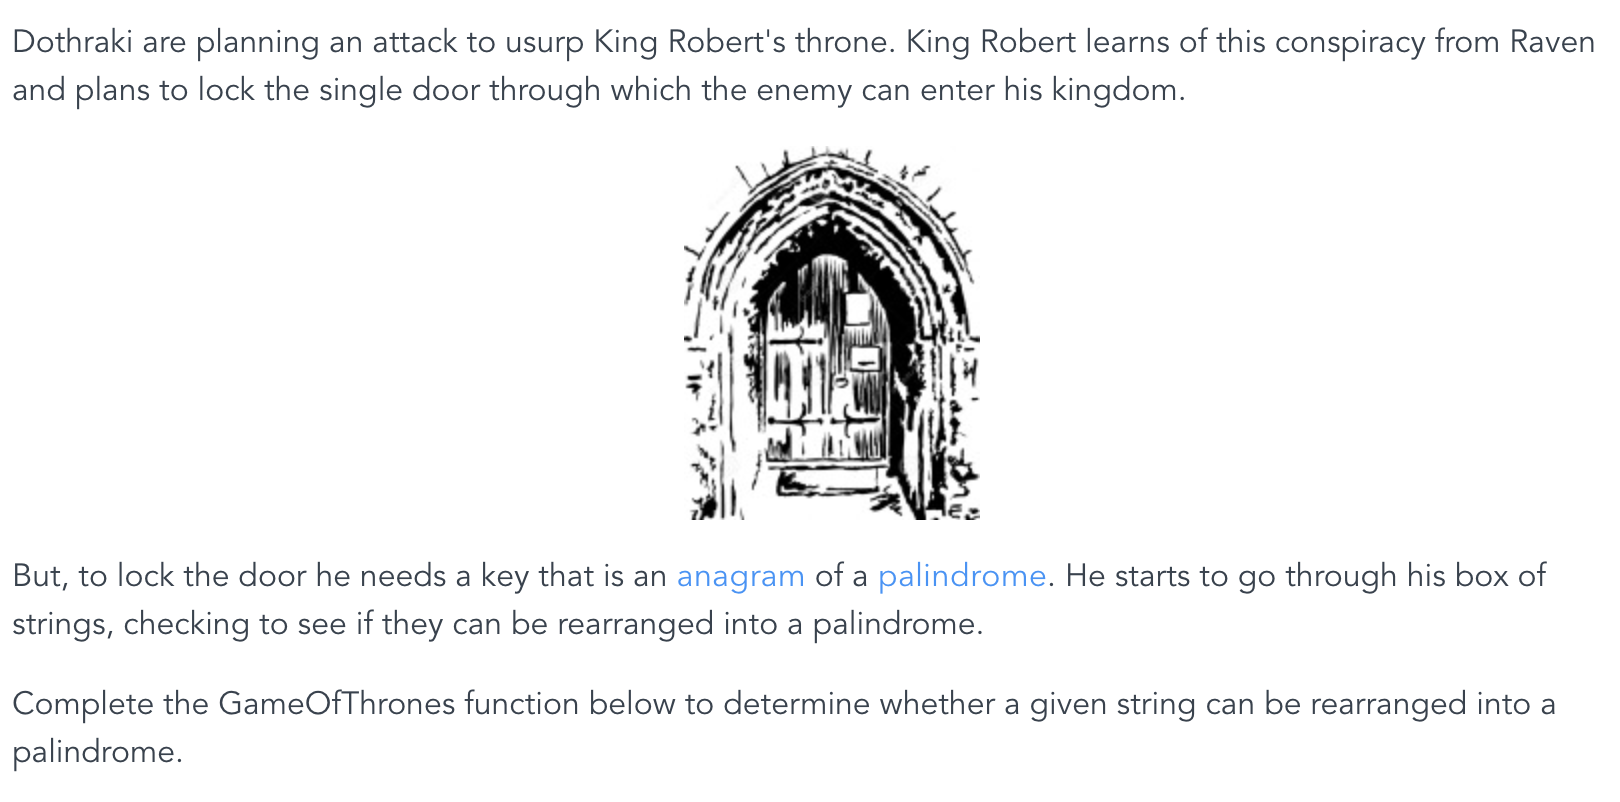 Dothraki are planning an attack to usurp King Robert's throne. King Robert learns of this conspiracy from Raven
and plans to lock the single door through which the enemy can enter his kingdom.
But, to lock the door he needs a key that is an anagram of a palindrome. He starts to go through his box of
strings, checking to see if they can be rearranged into a palindrome.
Complete the GameOfThrones function below to determine whether a given string can be rearranged into a
palindrome.